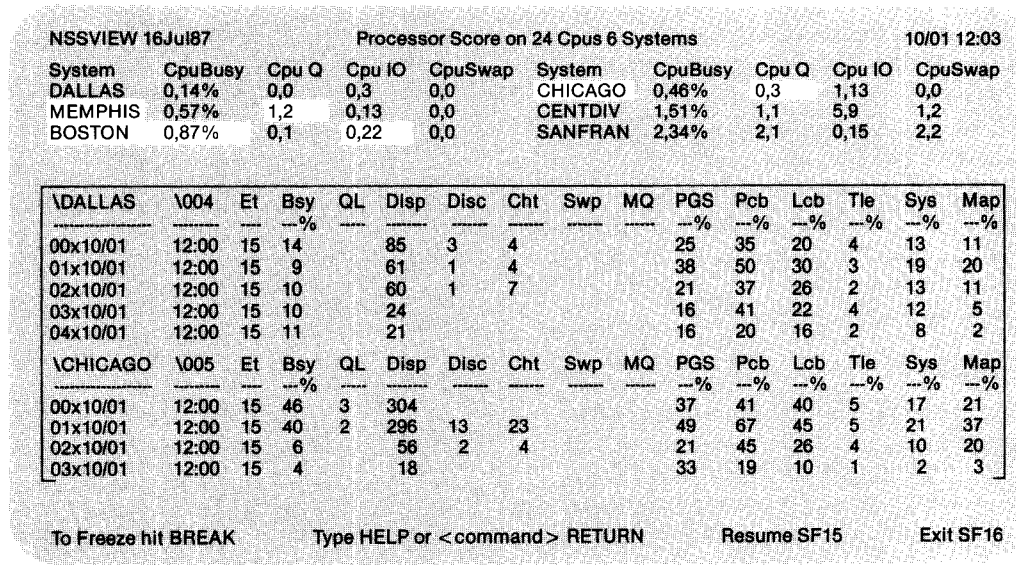 NSSVIEW 16Jul87 Processor Score on 24 Cpus 6 Systems 10/01 12:03
System CpuBusy Cpu Q Cpu IO CpuSwap System CpuBusy Cpu Q Cpu IO CpuSwap
DALLAS 0,14% 0,0 0,3 0,0 CHICAGO 0,46% 0,3 1,13 0,0
MEMPHIS 0,57% 1,2 0,13 0,0 CENTDIV 1,51% 1,1 5,9 1,2
BOSTON 0,87% 0,1 0,22 0,0 SANFRAN 2,34% 2,1 0,15 2,2
\DALLAS \004 Et Bsy QL Disp Disc Cht Swp MQ PGS Pcb Lcb Tle Sys Map
------------------ -------- ---- ---% ----- ------- ------- ------ ------- ------ ---% ---% ---% ---% ---% ---%
00x10/01 12:00 15 14 85 3 4 25 35 20 4 13 11
01x10/01 12:00 15 9 61 1 4 38 50 30 3 19 20
02x10/01 12:00 15 10 60 1 7 21 37 26 2 13 11
03x10/01 12:00 15 10 24 16 41 22 4 12 5
04x10/01 12:00 15 11 21 16 20 16 2 8 2
\CHICAGO \005 Et Bsy QL Disp Disc Cht Swp MQ PGS Pcb Lcb Tle Sys Map
------------------ -------- ---- ---% ----- ------- ------- ------ ------- ------ ---% ---% ---% ---% ---% ---%
00x10/01 12:00 15 46 3 304 37 41 40 5 17 21
01x10/01 12:00 15 40 2 296 13 23 49 67 45 5 21 37
02x10/01 12:00 15 6 56 2 4 21 45 26 4 10 20
03x10/01 12:00 15 4 18 33 19 10 1 2 3
To Freeze hit BREAK Type HELP or <command> RETURN Resume SF15 Exit SF16